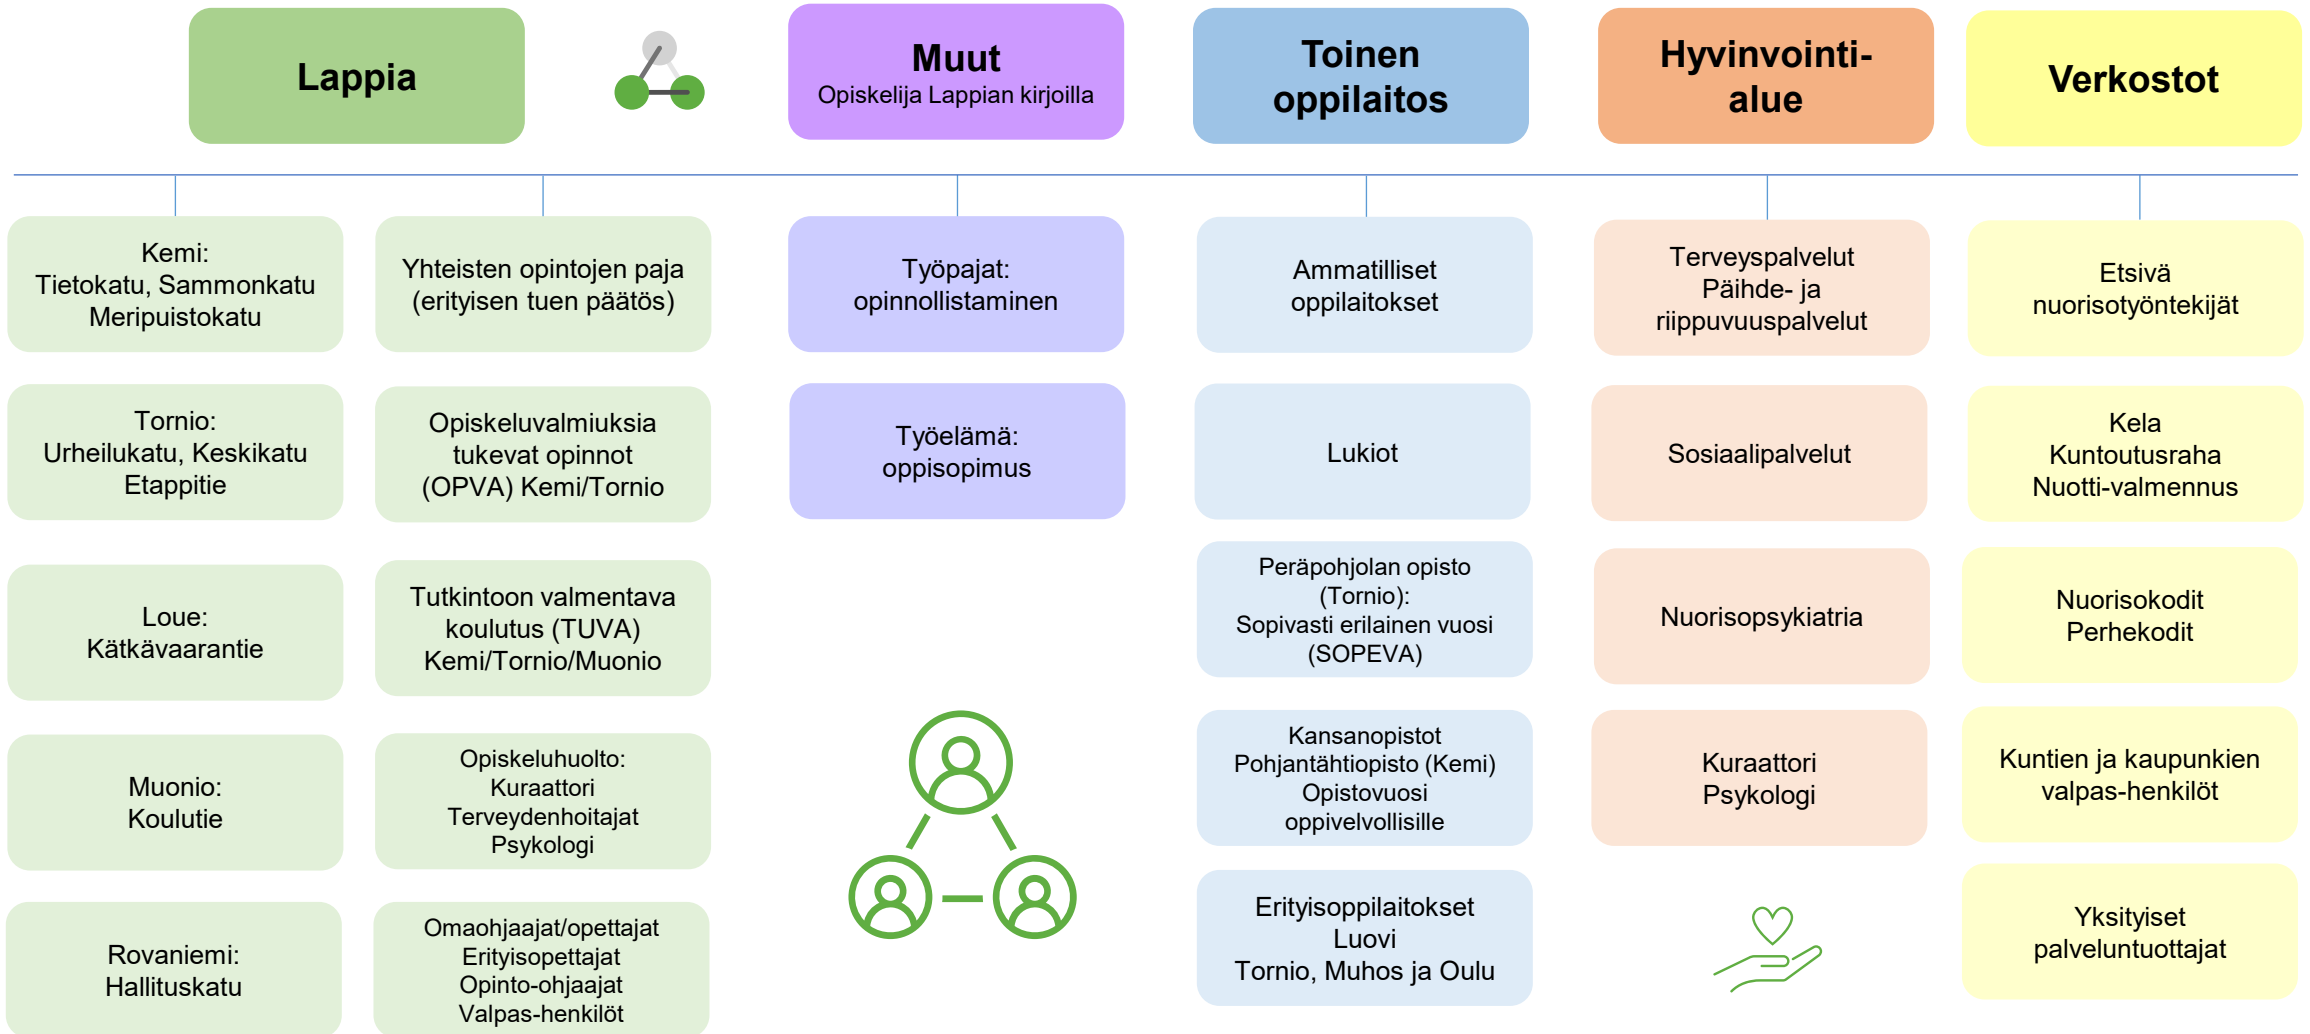 Lappia
Muut
Opiskelija Lappian kirjoilla
Toinen
oppilaitos
Hyvinvointi-
alue
Verkostot
Kemi:
Tietokatu, Sammonkatu
Meripuistokatu
Yhteisten opintojen paja
(erityisen tuen päätös)
Työpajat:
opinnollistaminen
Ammatilliset
oppilaitokset
Terveyspalvelut
Päihde- ja
riippuvuuspalvelut
Etsivä
nuorisotyöntekijät
Tornio:
Urheilukatu, Keskikatu
Etappitie
Opiskeluvalmiuksia
tukevat opinnot
(OPVA) Kemi/Tornio
Työelämä:
oppisopimus
Lukiot
Sosiaalipalvelut
Kela
Kuntoutusraha
Nuotti-valmennus
Loue:
Kätkävaarantie
Tutkintoon valmentava
koulutus (TUVA)
Kemi/Tornio/Muonio
Peräpohjolan opisto
(Tornio):
Sopivasti erilainen vuosi
(SOPEVA)
Nuorisopsykiatria
Nuorisokodit
Perhekodit
Muonio:
Koulutie
Opiskeluhuolto:
Kuraattori
Terveydenhoitajat
Psykologi
Kansanopistot
Pohjantähtiopisto (Kemi)
Opistovuosi
oppivelvollisille
Kuraattori
Psykologi
Kuntien ja kaupunkien
valpas-henkilöt
Rovaniemi:
Hallituskatu
Omaohjaajat/opettajat
Erityisopettajat
Opinto-ohjaajat
Valpas-henkilöt
Erityisoppilaitokset
Luovi
Tornio, Muhos ja Oulu
Yksityiset
palveluntuottajat